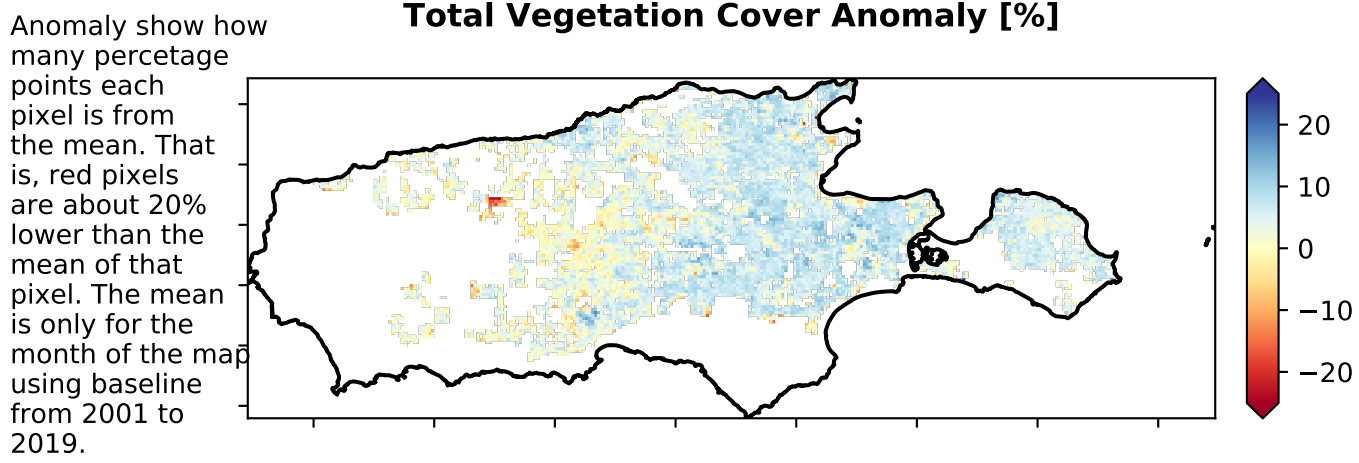 Total Vegetation Cover Anomaly [%]
Anomaly show how
many percetage
points each
pixel is from
the mean. That
is, red pixels
are about 20%
lower than the
mean of that
pixel. The mean
is only for the
month of the map
using baseline
from 2001 to
2019.
20
10
0
−10
−20